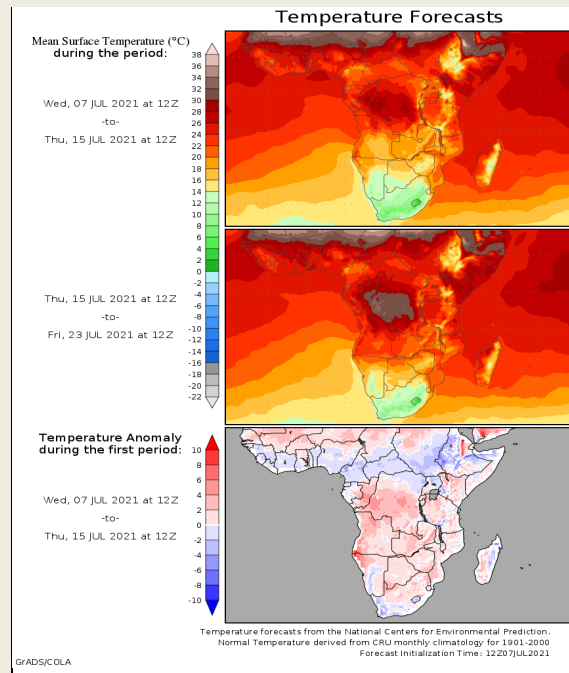 Temperature Forecasts
Mean Surface Temperature (°C)
during the period:
Wed, 07 JUL 2021 at 12Z
-to-
Thu, 15 JUL 2021 at 12Z
38
36
34
32
30
28
26
24
22
20
18
16
14
12
10
8
6
4
2
0
-2
-4
-6
-8
-10
-12
-14
-16
-18
-20
-22
Thu, 15 JUL 2021 at 12Z
-to-
Fri, 23 JUL 2021 at 12Z
Temperature Anomaly
during the first period:
Wed, 07 JUL 2021 at 12Z
-to-
Thu, 15 JUL 2021 at 12Z
10
8
6
4
2
0
-2
-4
-6
-8
-10
Temperature forecasts from the National Centers for Environmental Prediction.
Normal Temperature derived from CRU monthly climatology for 1901-2000
Forecast Initialization Time: 12Z07JUL2021
GrADS/COLA